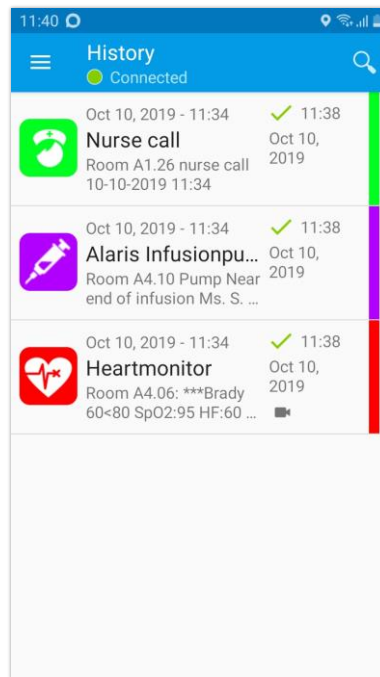 11:40
History
Connected
Oct 10, 2019 - 11:34
11:38
Nurse call
Oct 10,
2019
Room A1.26 nurse call
10-10-2019 11:34
Oct 10, 2019 - 11:34
11:38
Alaris Infusionpu...
Oct 10,
2019
Room A4.10 Pump Near
end of infusion Ms. S. ...
Oct 10, 2019 - 11:34
11:38
Heartmonitor
Oct 10,
2019
Room A4.06: ***Brady
60<80 SpO2:95 HF:60 ...